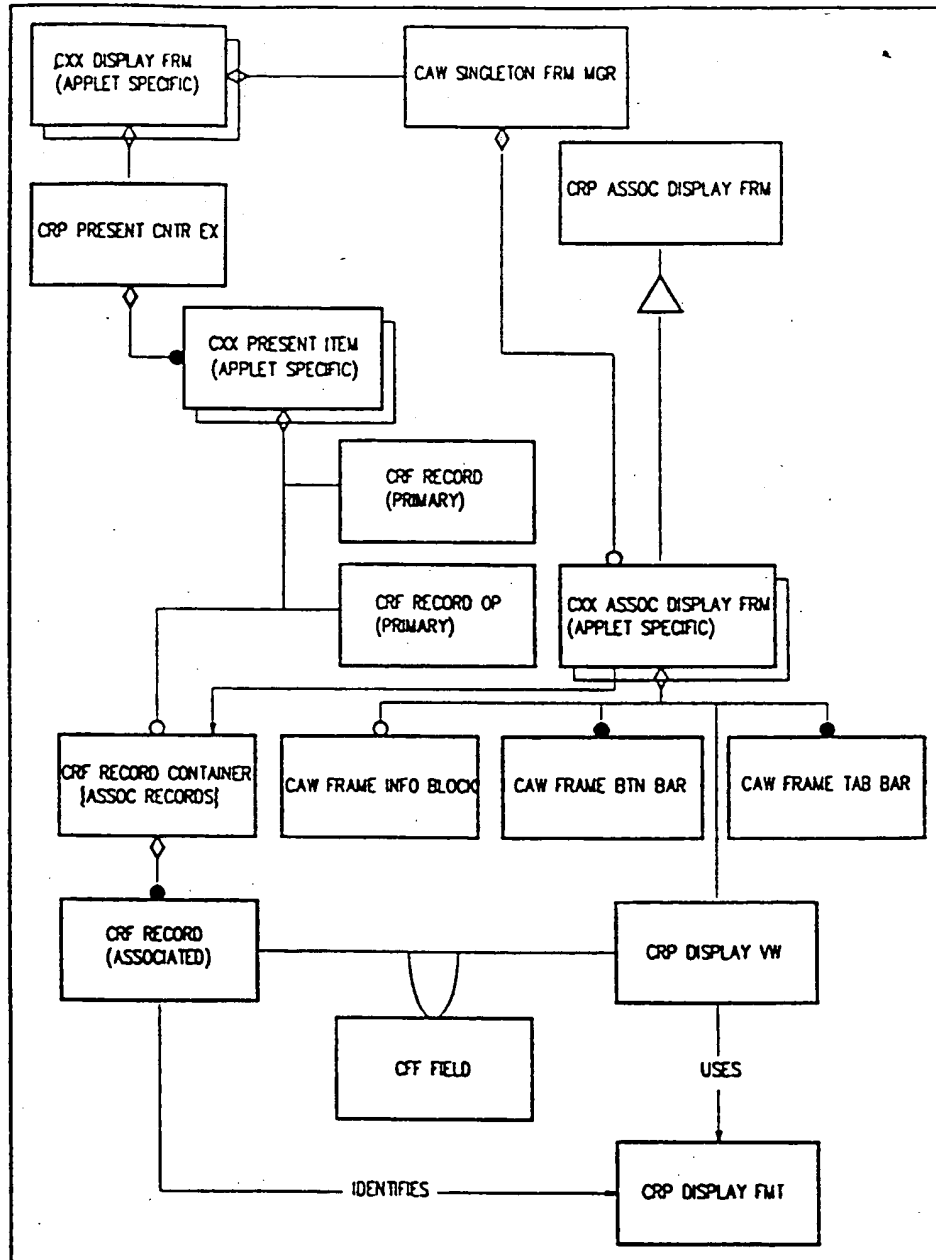 CXX DISPLAY FRM
(APPLET SPECIFIC)
CAW SINGLETON FRM MGR
CRP ASSOC DISPLAY FRM
CRP PRESENT CNTR EX
CXX PRESENT ITEM
(APPLET SPECIFIC)
CRF RECORD
(PRIMARY)
CRF RECORD OP
(PRIMARY)
CXX ASSOC DISPLAY FRM
(APPLET SPECIFIC)
CRF RECORD CONTAINER
{ASSOC RECORDS{
CAW FRAME INFO BLOCK
CAW FRAME BTN BAR
CAW FRAME TAB BAR
CRF RECORD
(ASSOCIATED)
CRP DISPLAY VW
CFF FIELD
USES
IDENTIFIES
CRP DISPLAY FMT